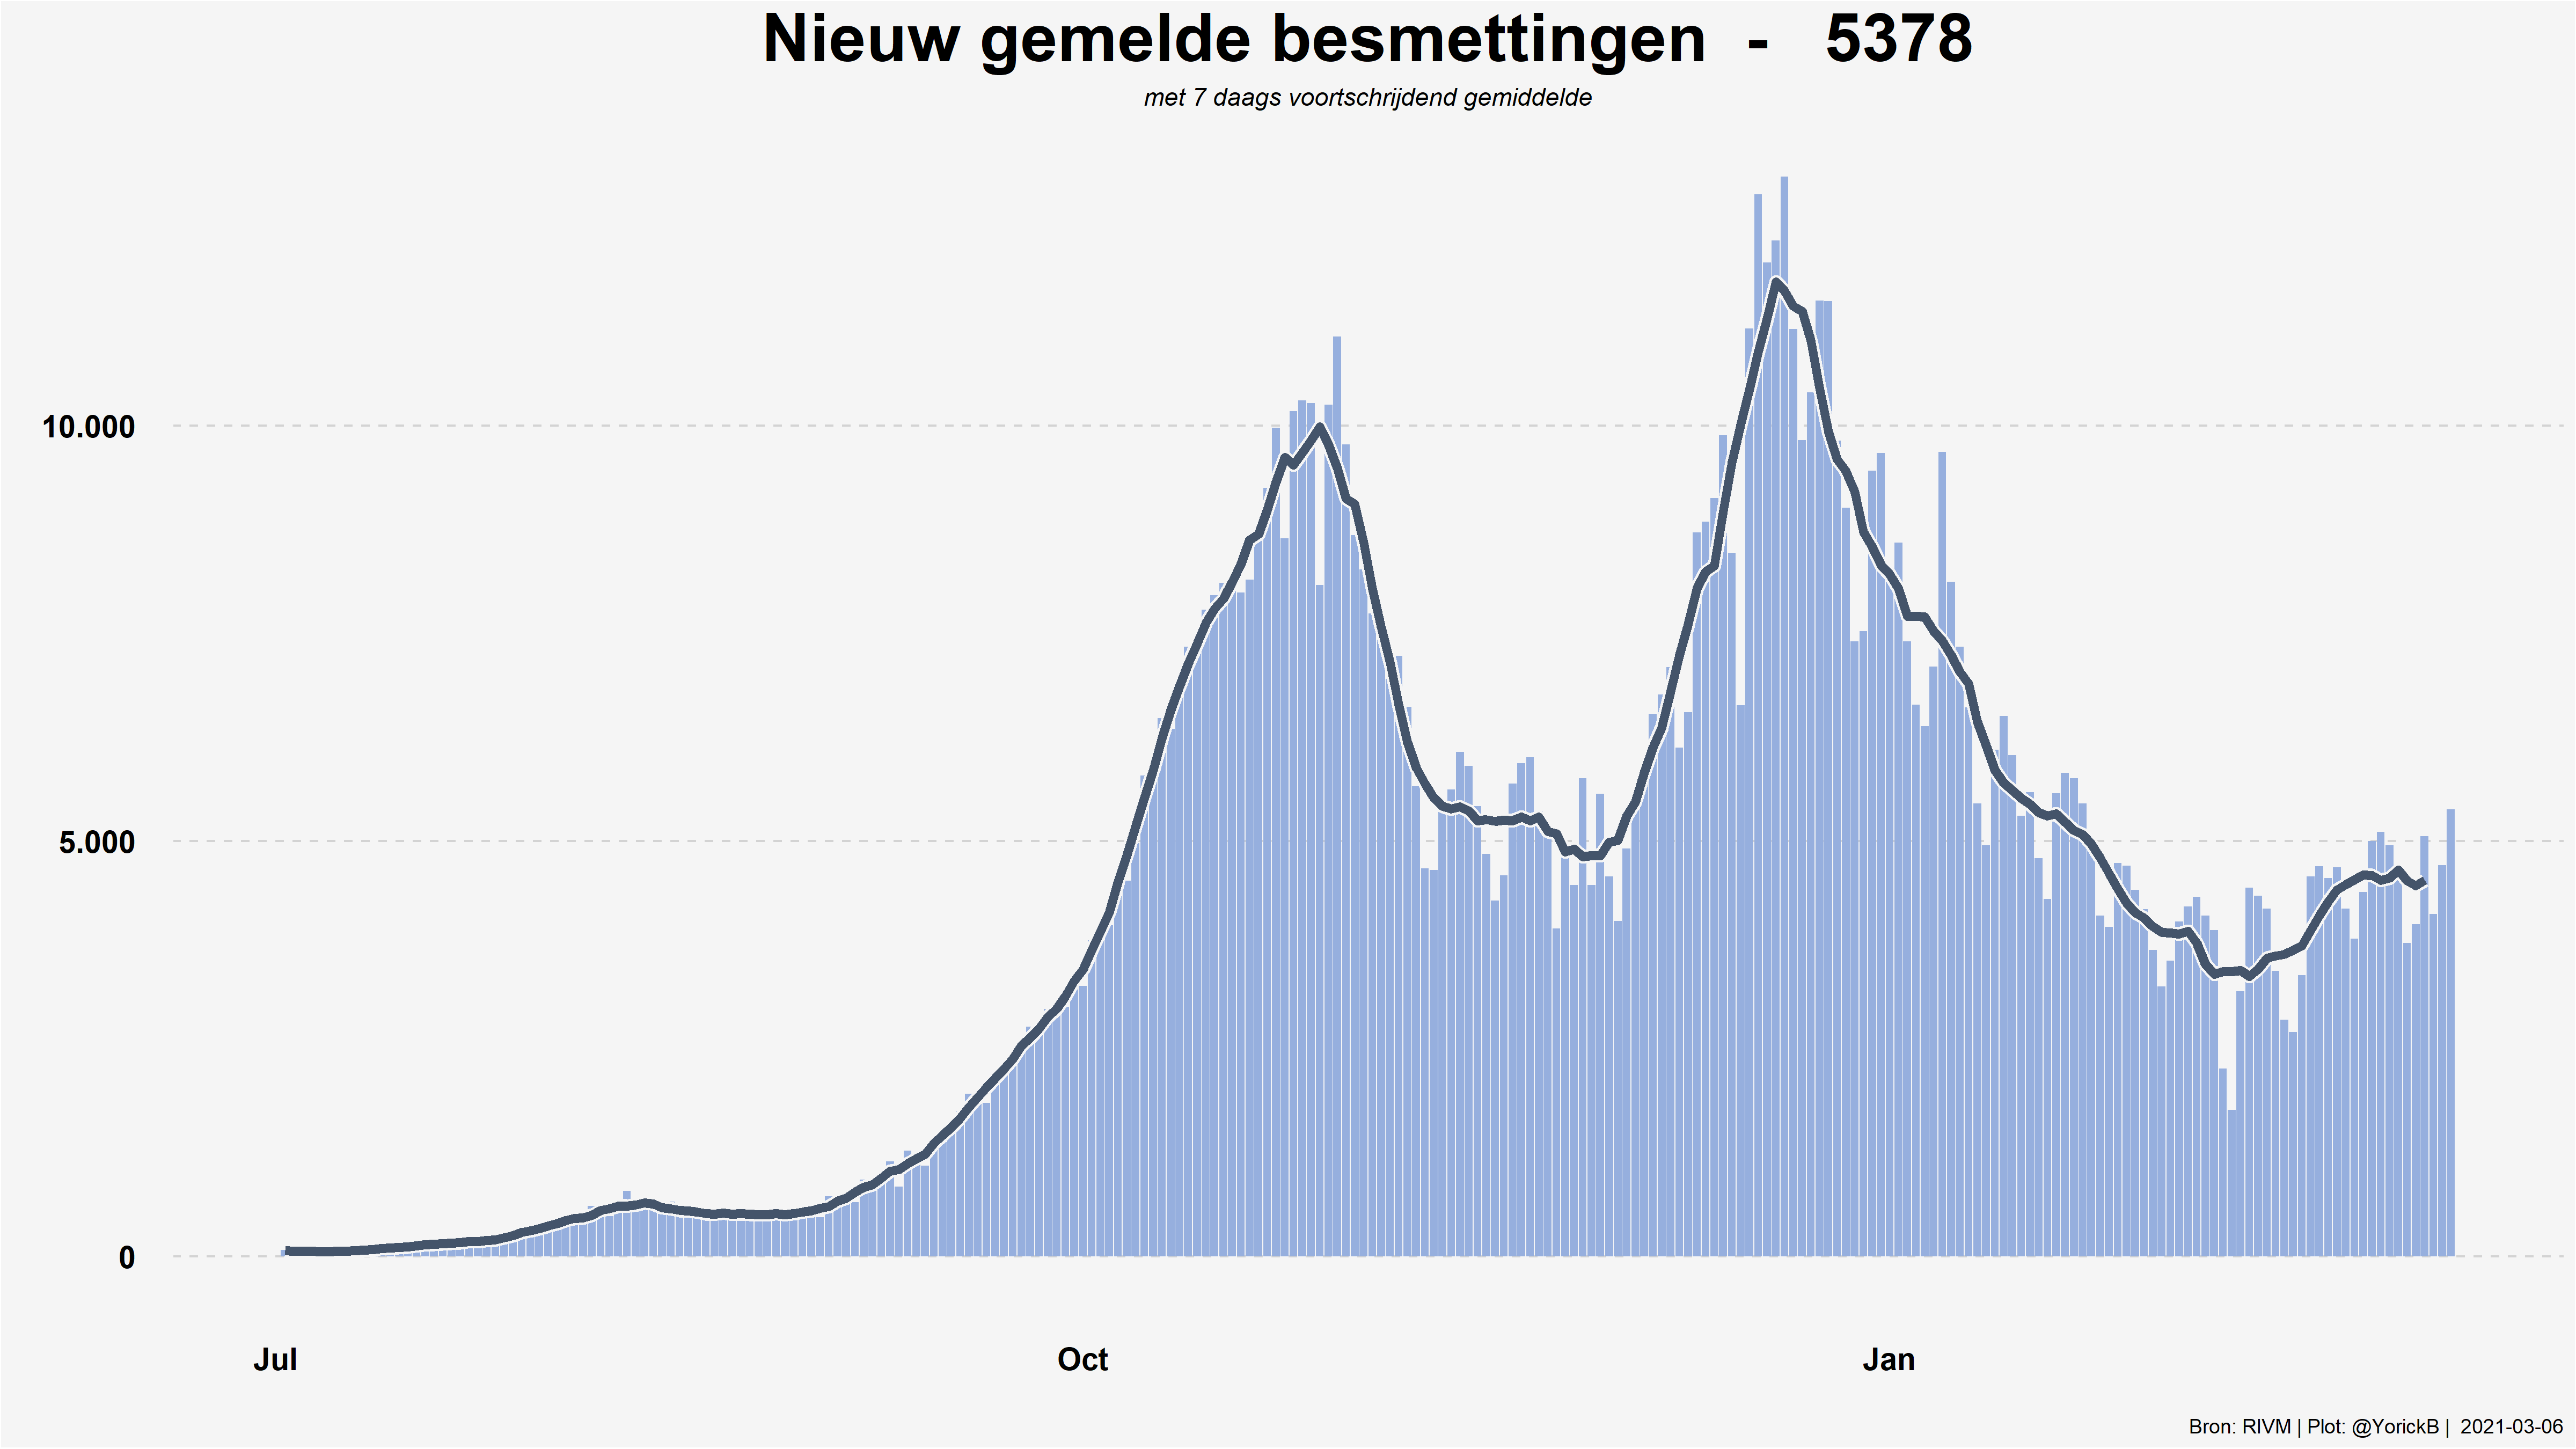 Nieuw gemelde besmettingen - 5378
met 7 daags voortschrijdend gemiddelde
10.000
5.000
0
Jul Oct Jan
Bron: RIVM | Plot: @YorickB | 2021-03-06